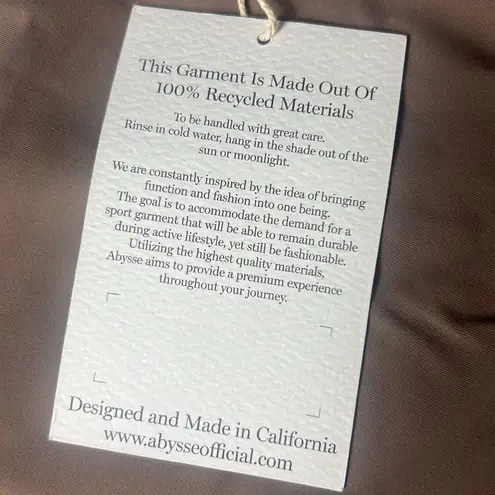 This Garment Is Made Out Of
100% Recycled Materials
To be handled with great care.
Rinse in cold water, hang in the shade out of the
sun or moonlight.
We are constantly inspired by the idea of bringing
function and fashion into one being.
The goal is to accommodate the demand for a
sport garment that will be able to remain durable
during active lifestyle, yet still be fashionable.
Utilizing the highest quality materials,
Abysse aims to provide a premium experience
throughout your journey.
Designed and Made in California
www.abysseofficial.com